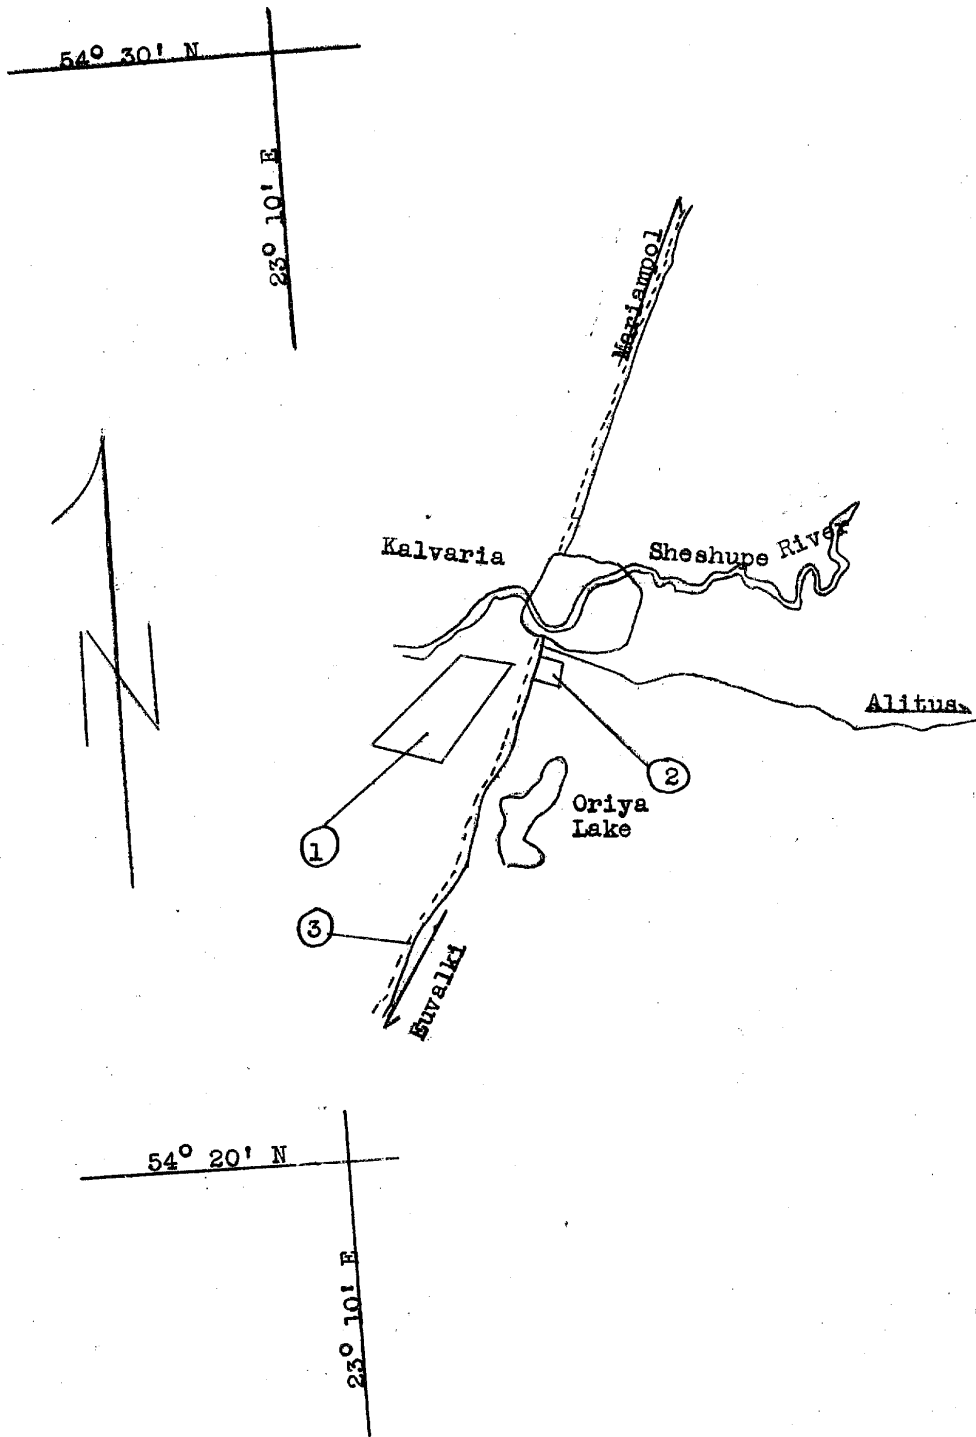 54° 30' N
23° 10' E
Mariampol
Kalvaria
Sheshupe River
Alitus
2
Oriya
Lake
1
3
Suvalki
54° 20' N
23° 10' E
N